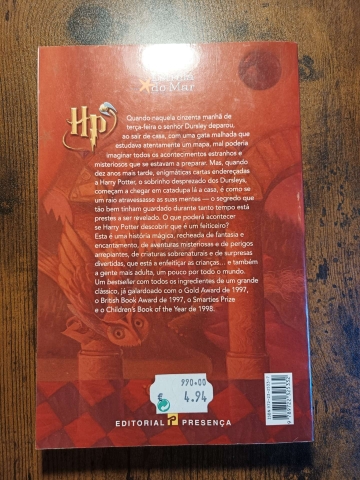 Estrela
do Mar
HP
Quando naquela cinzenta manhã de
terça-feira o senhor Dursley deparou,
ao sair de casa, com uma gata malhada que
estudava atentamente um mapa, mal poderia
imaginar todos os acontecimentos estranhos e
misteriosos que se estavam a preparar. Mas, quando
dez anos mais tarde, enigmáticas cartas endereçadas
a Harry Potter, o sobrinho desprezado dos Dursleys,
começam a chegar em catadupa lá a casa, é como se
um raio atravessasse as suas mentes — o segredo que
tão bem tinham guardado durante tanto tempo está
prestes a ser revelado. O que poderá acontecer
se Harry Potter descobrir que é um feiticeiro?
Esta é uma história mágica, recheada de fantasia e
encantamento, de aventuras misteriosas e de perigos
arrepiantes, de criaturas sobrenaturais e de surpresas
divertidas, que está a enfeitiçar as crianças... e também
a gente mais adulta, um pouco por todo o mundo.
Um bestseller com todos os ingredientes de um grande
clássico, já galardoado com o Gold Award de 1997,
o British Book Award de 1997, o Smarties Prize
e o Children's Book of the Year de 1998.
990.00
4.94
EDITORIAL PRESENÇA